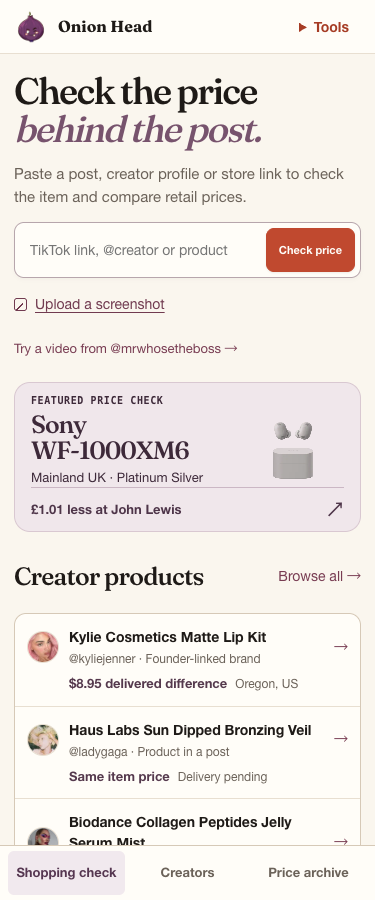 Onion Head
▶ Tools
Check the price
behind the post.
Paste a post, creator profile or store link to check
the item and compare retail prices.
TikTok link, @creator or product
Check price
Upload a screenshot
Try a video from @mrwhosetheboss →
FEATURED PRICE CHECK
Sony
WF-1000XM6
Mainland UK · Platinum Silver
£1.01 less at John Lewis
Creator products
Browse all →
Kylie Cosmetics Matte Lip Kit
@kyliejenner · Founder-linked brand
$8.95 delivered difference Oregon, US
Haus Labs Sun Dipped Bronzing Veil
@ladygaga · Product in a post
Same item price Delivery pending
Biodance Collagen Peptides Jelly
Serum Mist
Shopping check
Creators
Price archive